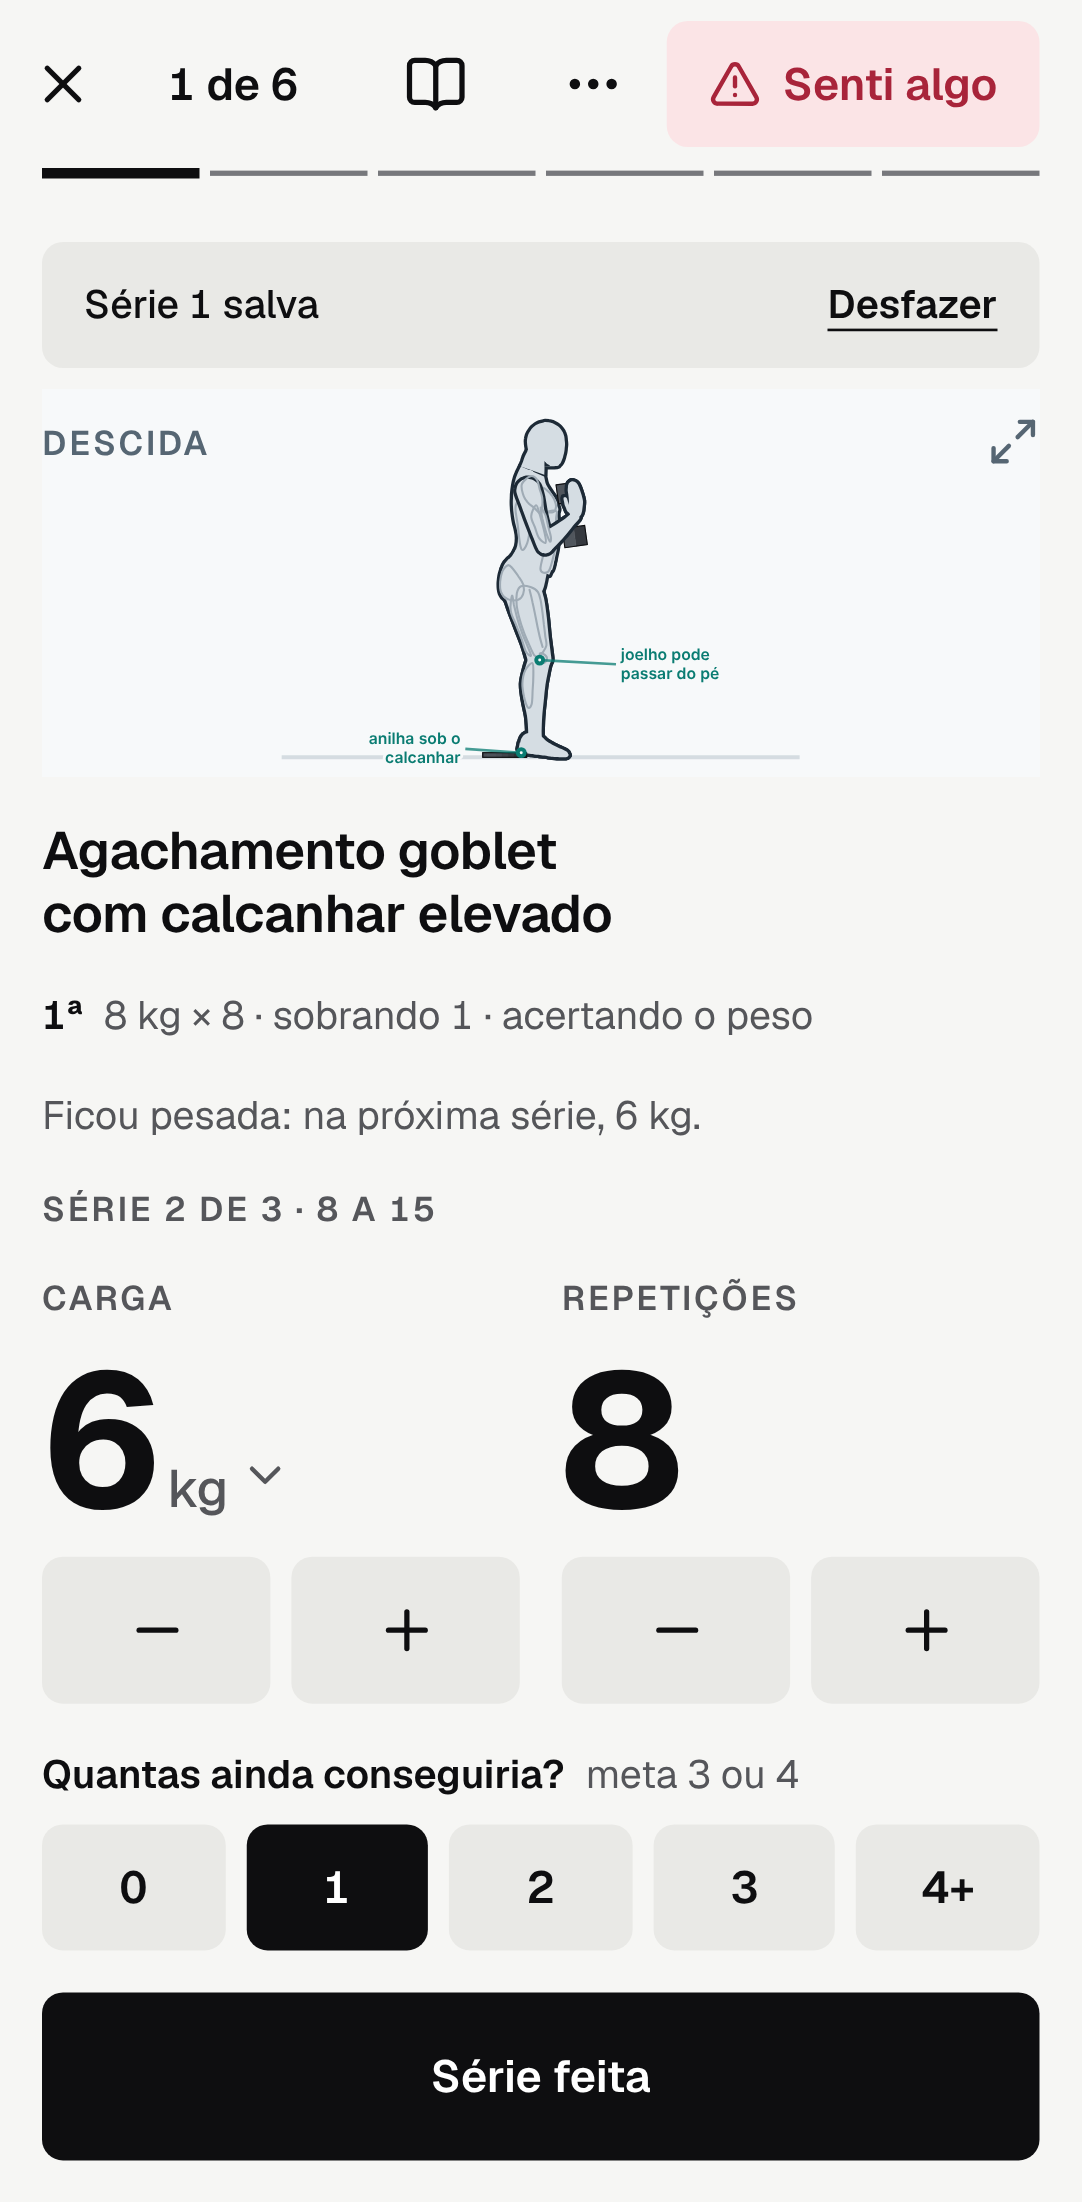 1 de 6
Senti algo
Série 1 salva
Desfazer
DESCIDA
joelho pode
passar do pé
anilha sob o
calcanhar
Agachamento goblet
com calcanhar elevado
1ª 8 kg × 8 · sobrando 1 · acertando o peso
Ficou pesada: na próxima série, 6 kg.
SÉRIE 2 DE 3 · 8 A 15
CARGA
REPETIÇÕES
6 kg
8
Quantas ainda conseguiria? meta 3 ou 4
0
1
2
3
4+
Série feita